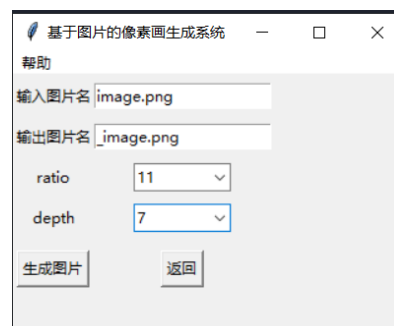 基于图片的像素画生成系统
帮助
输入图片名 image.png
输出图片名 _image.png
ratio 11
depth 7
生成图片 返回